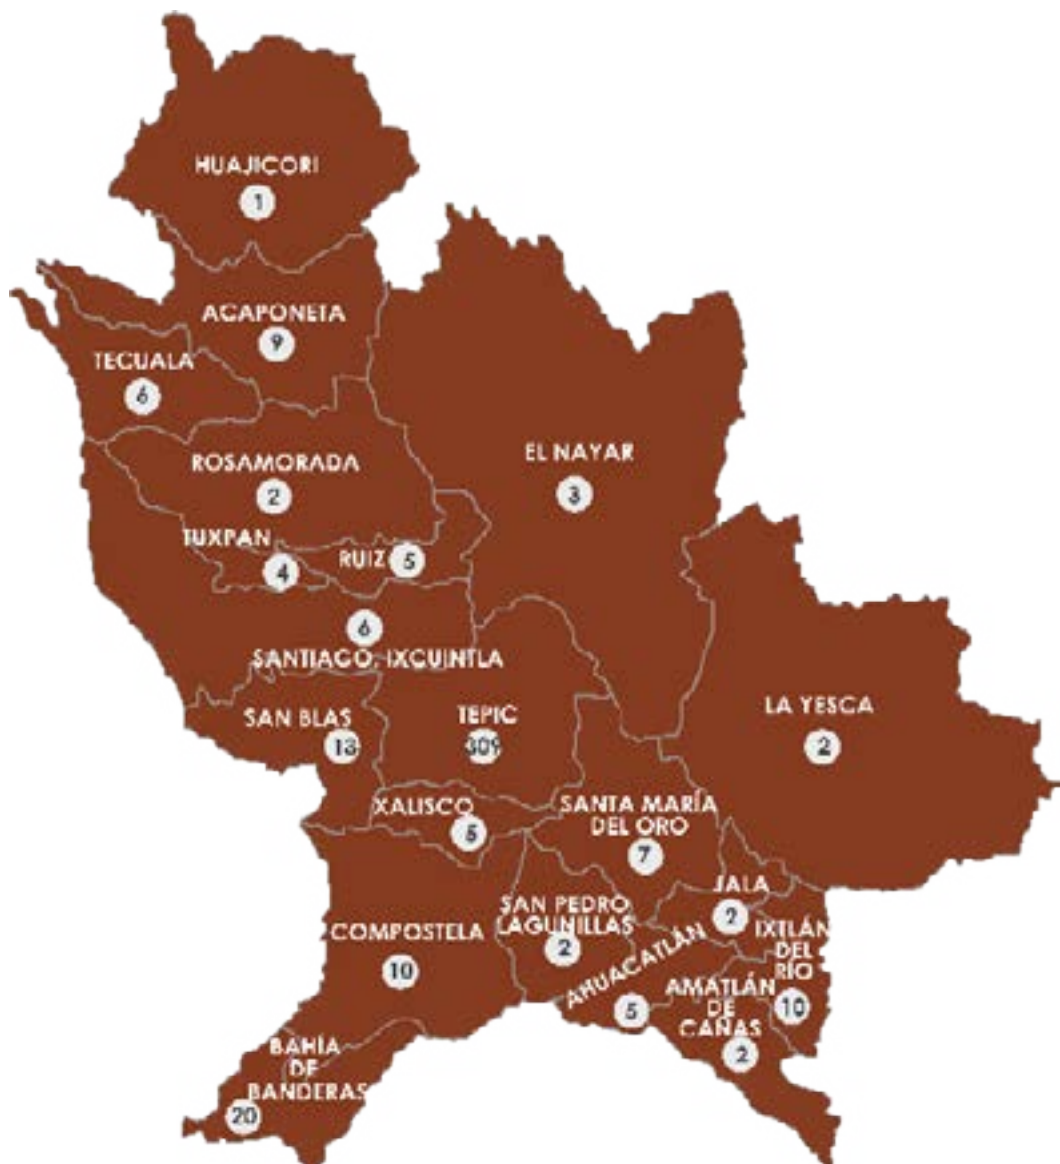 HUAJICORI
1
ACAPONETA
9
TECUALA
6
ROSAMORADA
2
EL NAYAR
3
TUXPAN
4
RUIZ
5
6
SANTIAGO, IXCUINTLA
SAN BLAS
13
TEPIC
309
LA YESCA
2
XALISCO
5
SANTA MARÍA
DEL ORO
7
JALA
2
SAN PEDRO
LAGUNILLAS
2
COMPOSTELA
10
AHUACATLÁN
5
IXTLÁN
DEL
RÍO
10
AMATLÁN
DE
CAÑAS
2
BAHÍA
DE
BANDERAS
20